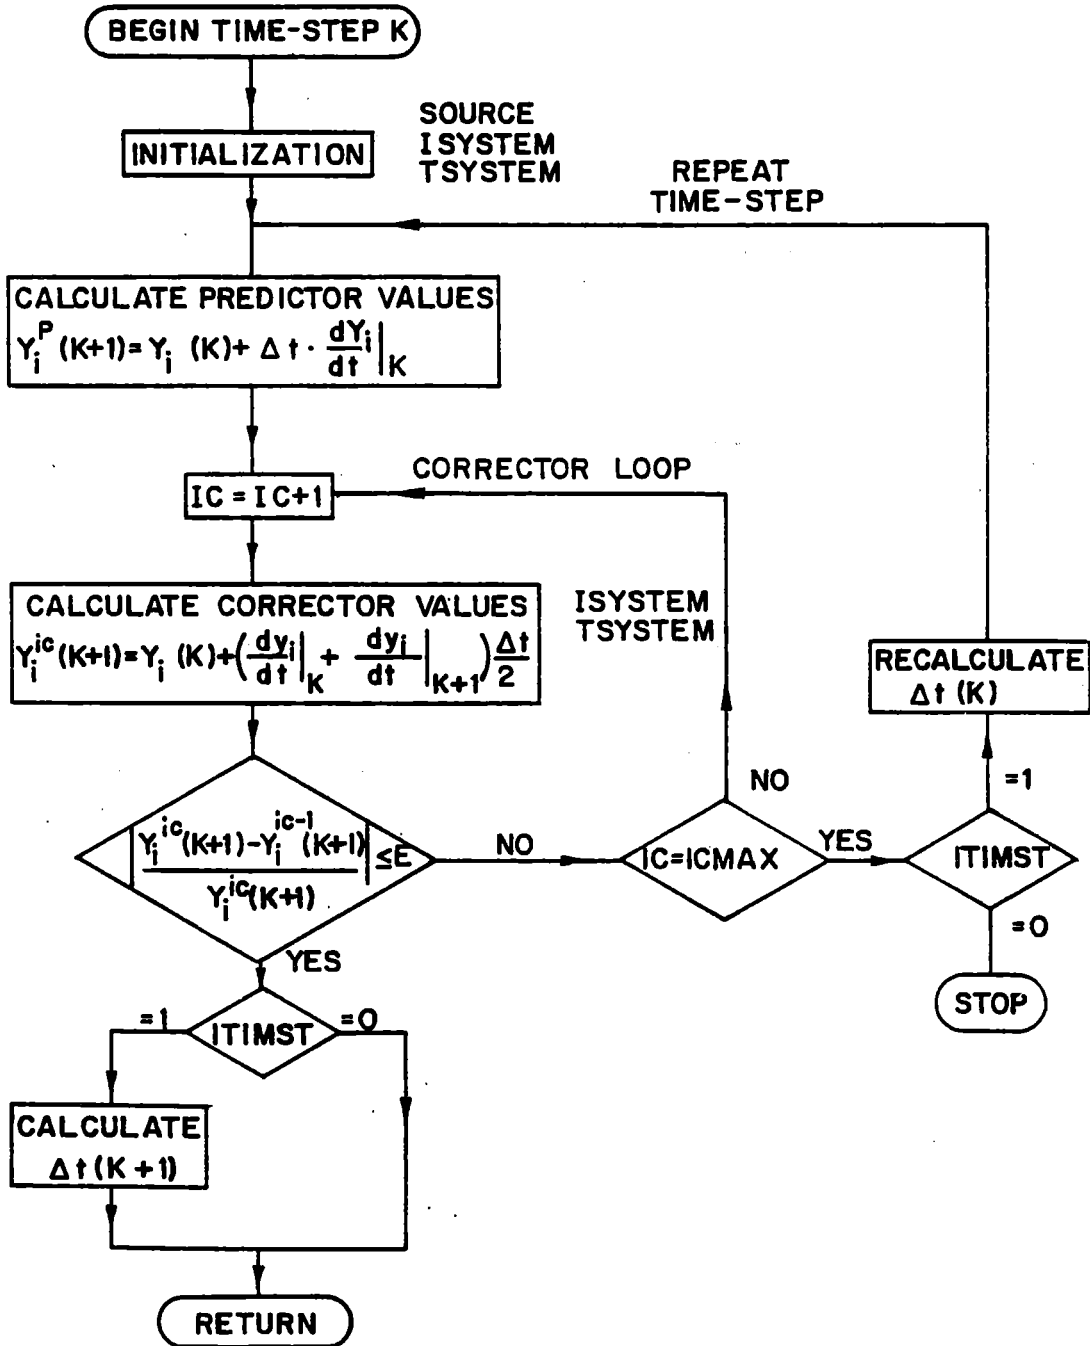 BEGIN TIME-STEP K
SOURCE
ISYSTEM
TSYSTEM
INITIALIZATION
REPEAT
TIME-STEP
CALCULATE PREDICTOR VALUES
Y_i^P (K+1) = Y_i (K) + Δt · dY_i/dt |_K
CORRECTOR LOOP
IC = IC+1
CALCULATE CORRECTOR VALUES
Y_i^ic (K+1) = Y_i (K) + (dy_i/dt |_K + dy_i/dt |_K+1) Δt/2
ISYSTEM
TSYSTEM
RECALCULATE
Δt (K)
NO
=1
| Y_i^ic (K+1) - Y_i^ic-1 (K+1) / Y_i^ic (K+1) | ≤ E
NO
IC=ICMAX
YES
ITIMST
=0
YES
STOP
=1
ITIMST
=0
CALCULATE
Δt (K+1)
RETURN